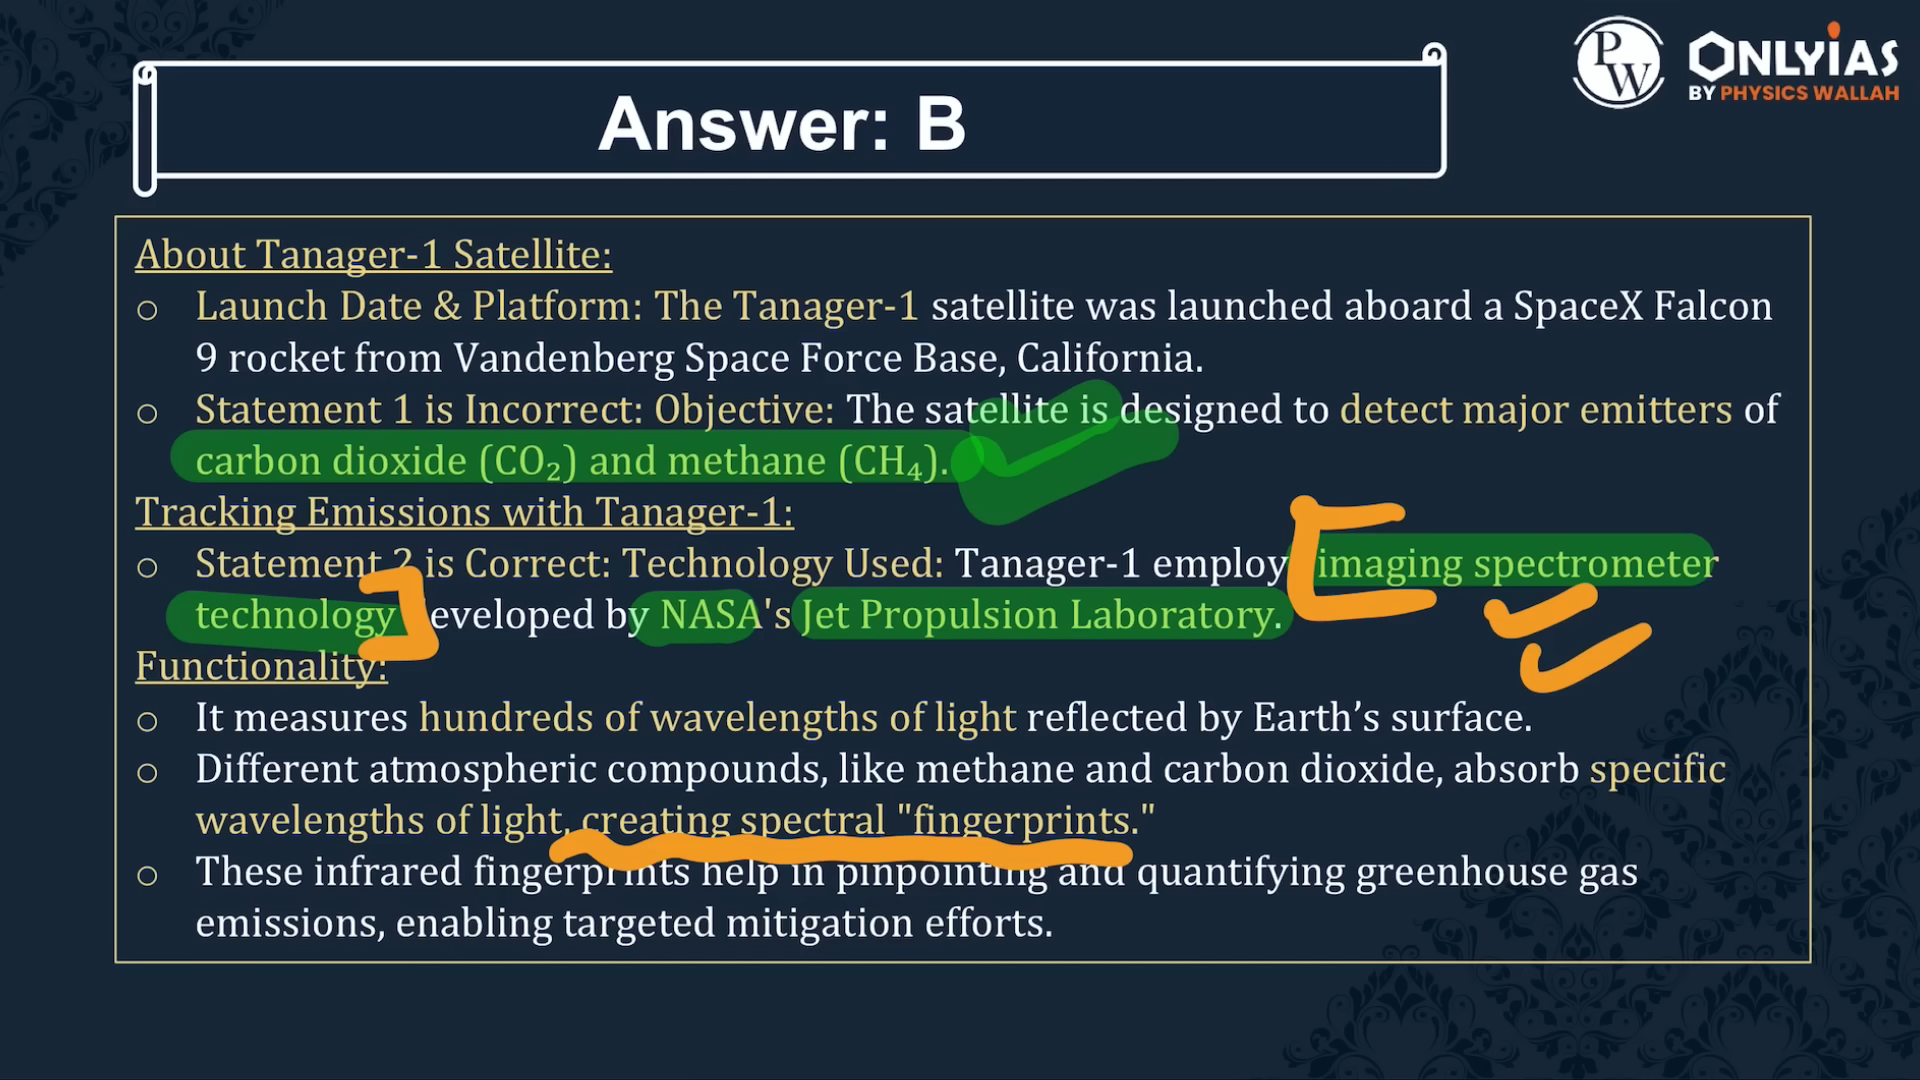 PW ONLYIAS
BY PHYSICS WALLAH
Answer: B
About Tanager-1 Satellite:
○ Launch Date & Platform: The Tanager-1 satellite was launched aboard a SpaceX Falcon
9 rocket from Vandenberg Space Force Base, California.
○ Statement 1 is Incorrect: Objective: The satellite is designed to detect major emitters of
carbon dioxide (CO₂) and methane (CH₄).
Tracking Emissions with Tanager-1:
○ Statement 2 is Correct: Technology Used: Tanager-1 employ imaging spectrometer
technology eveloped by NASA's Jet Propulsion Laboratory.
Functionality:
○ It measures hundreds of wavelengths of light reflected by Earth’s surface.
○ Different atmospheric compounds, like methane and carbon dioxide, absorb specific
wavelengths of light, creating spectral "fingerprints."
○ These infrared fingerprints help in pinpointing and quantifying greenhouse gas
emissions, enabling targeted mitigation efforts.